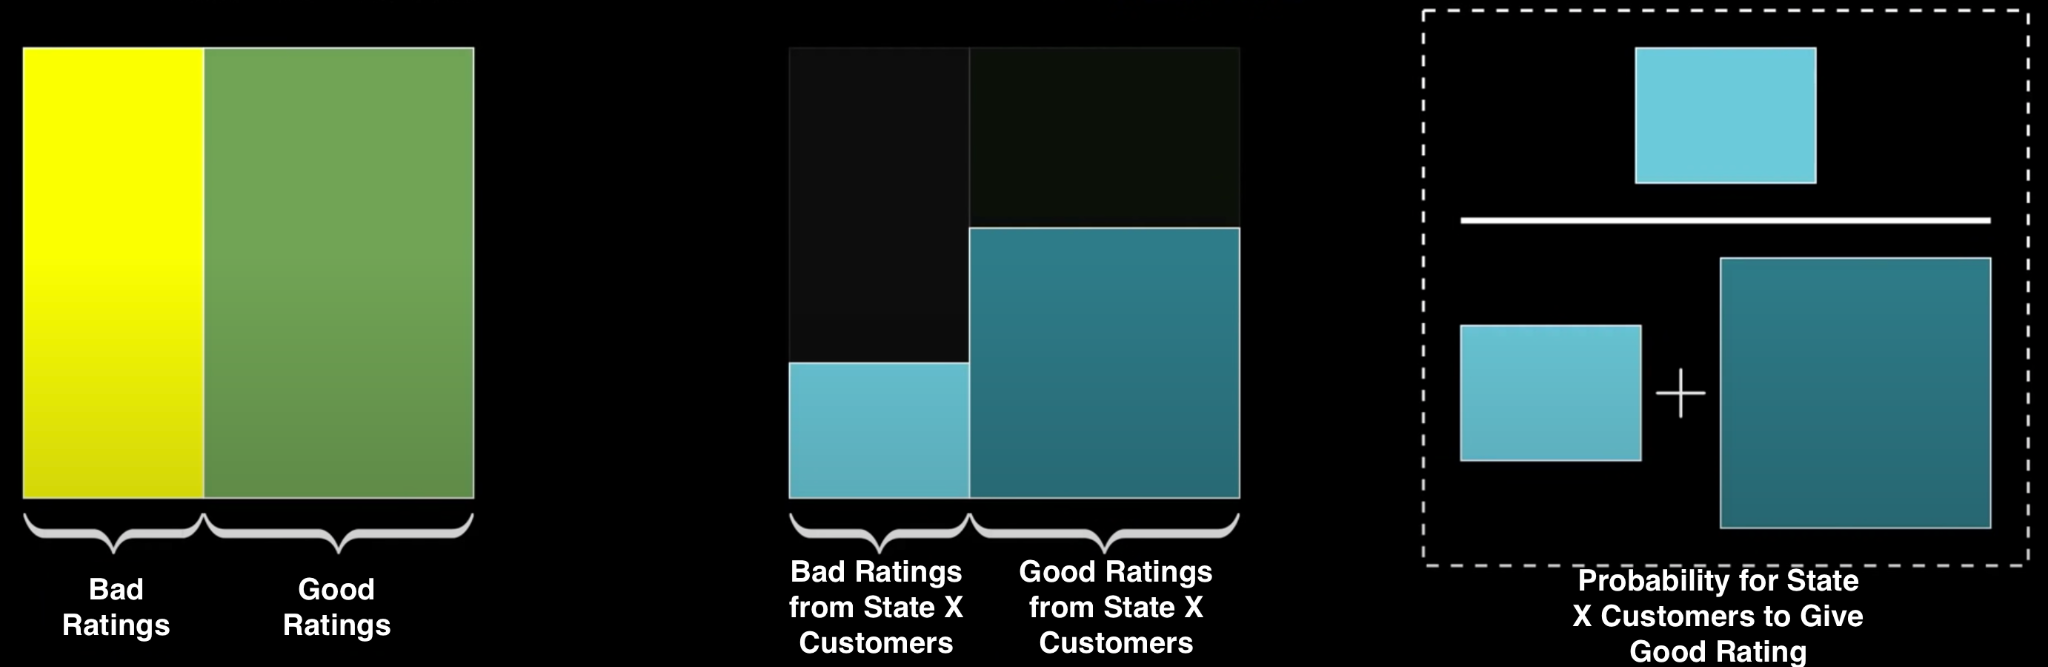 Bad
Ratings
Good
Ratings
Bad Ratings
from State X
Customers
Good Ratings
from State X
Customers
Probability for State
X Customers to Give
Good Rating